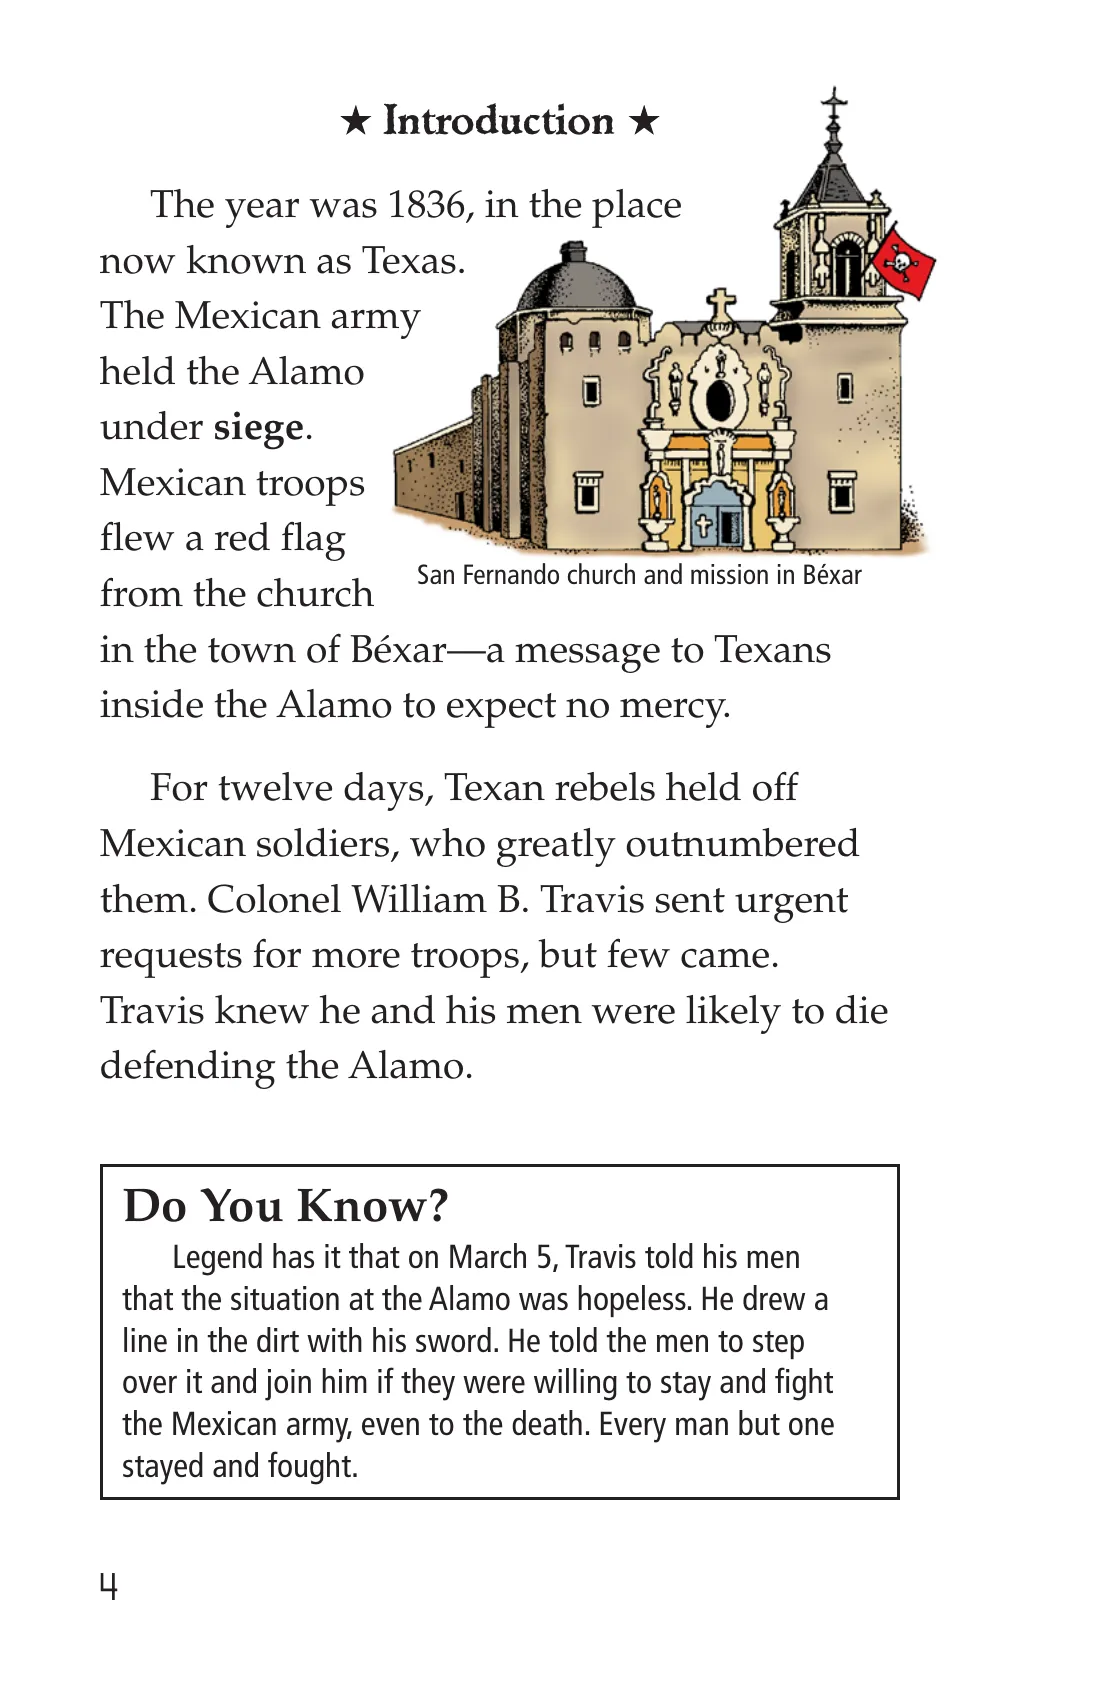 ★ Introduction ★
The year was 1836, in the place
now known as Texas.
The Mexican army
held the Alamo
under siege.
Mexican troops
flew a red flag
from the church
in the town of Béxar—a message to Texans
inside the Alamo to expect no mercy.
San Fernando church and mission in Béxar
For twelve days, Texan rebels held off
Mexican soldiers, who greatly outnumbered
them. Colonel William B. Travis sent urgent
requests for more troops, but few came.
Travis knew he and his men were likely to die
defending the Alamo.
Do You Know?
Legend has it that on March 5, Travis told his men
that the situation at the Alamo was hopeless. He drew a
line in the dirt with his sword. He told the men to step
over it and join him if they were willing to stay and fight
the Mexican army, even to the death. Every man but one
stayed and fought.
4